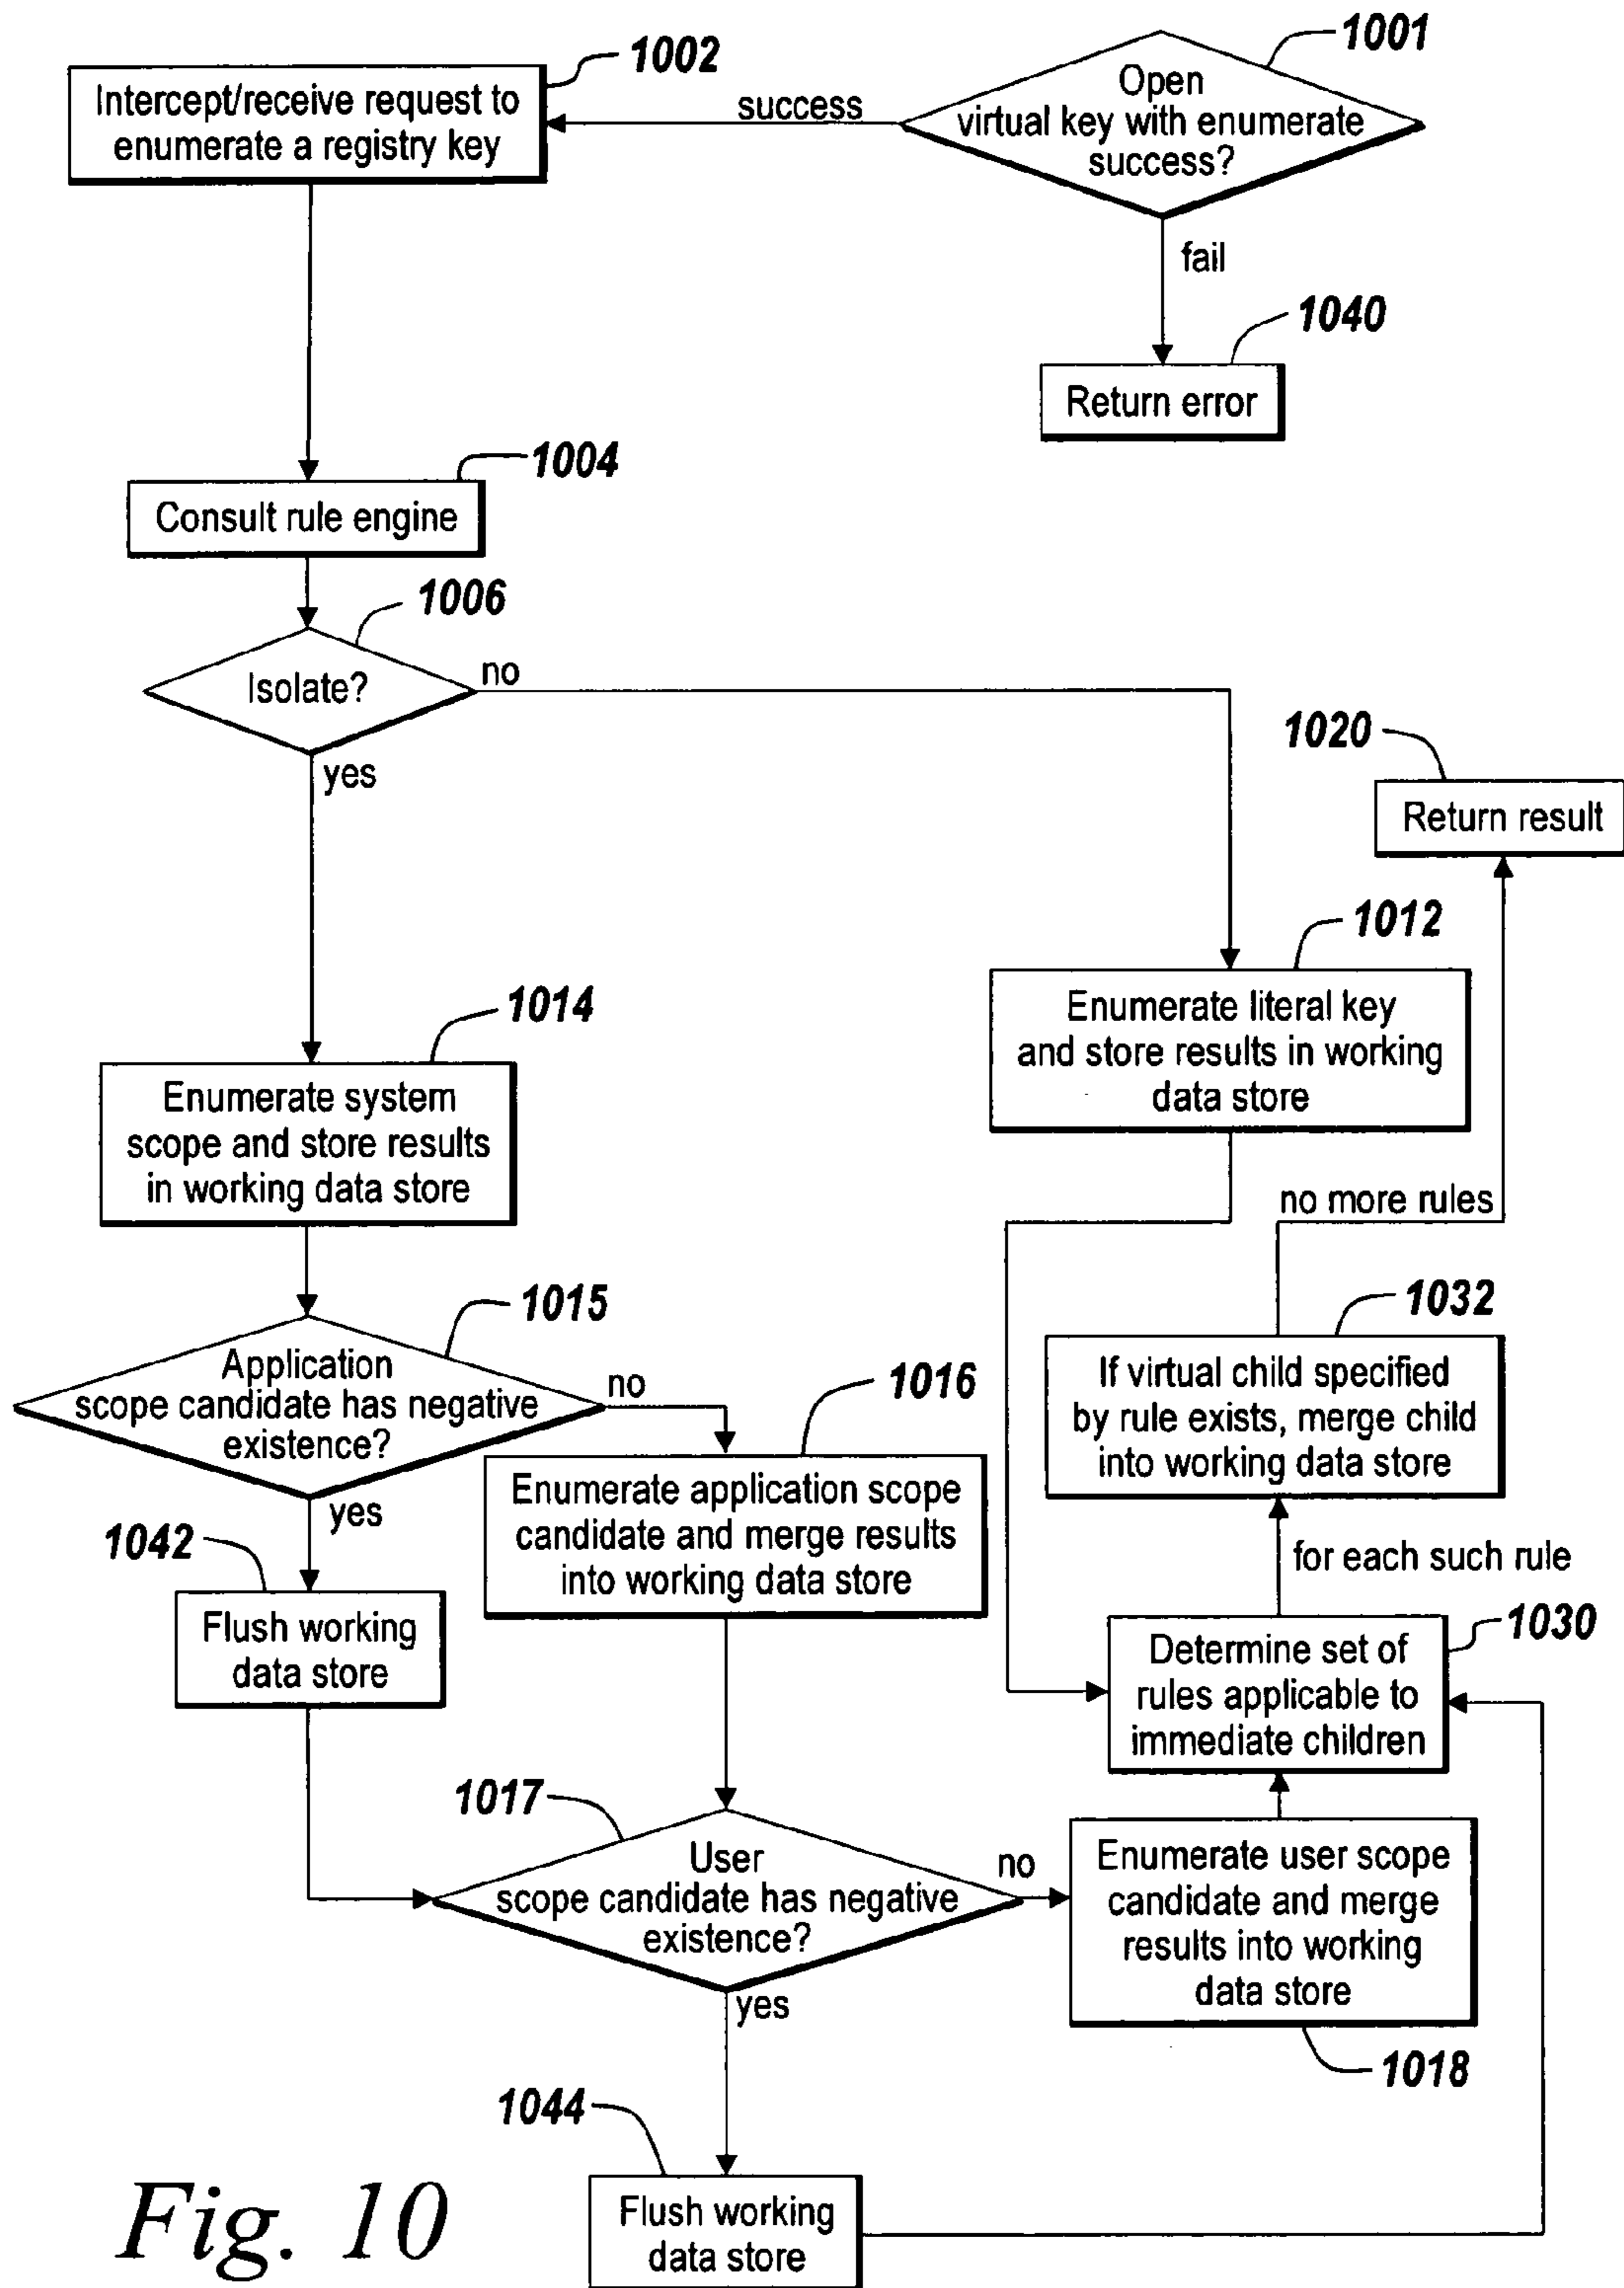 1001
1002
Open
virtual key with enumerate
success?
success
Intercept/receive request to
enumerate a registry key
fail
1040
Return error
1004
Consult rule engine
1006
Isolate?
no
yes
1020
Return result
1012
Enumerate literal key
and store results in working
data store
1014
Enumerate system
scope and store results
in working data store
no more rules
1015
Application
scope candidate has negative
existence?
no
yes
1016
Enumerate application scope
candidate and merge results
into working data store
1032
If virtual child specified
by rule exists, merge child
into working data store
for each such rule
1042
Flush working
data store
1030
Determine set of
rules applicable to
immediate children
1017
User
scope candidate has negative
existence?
no
yes
Enumerate user scope
candidate and merge
results into working
data store
1018
1044
Flush working
data store
Fig. 10